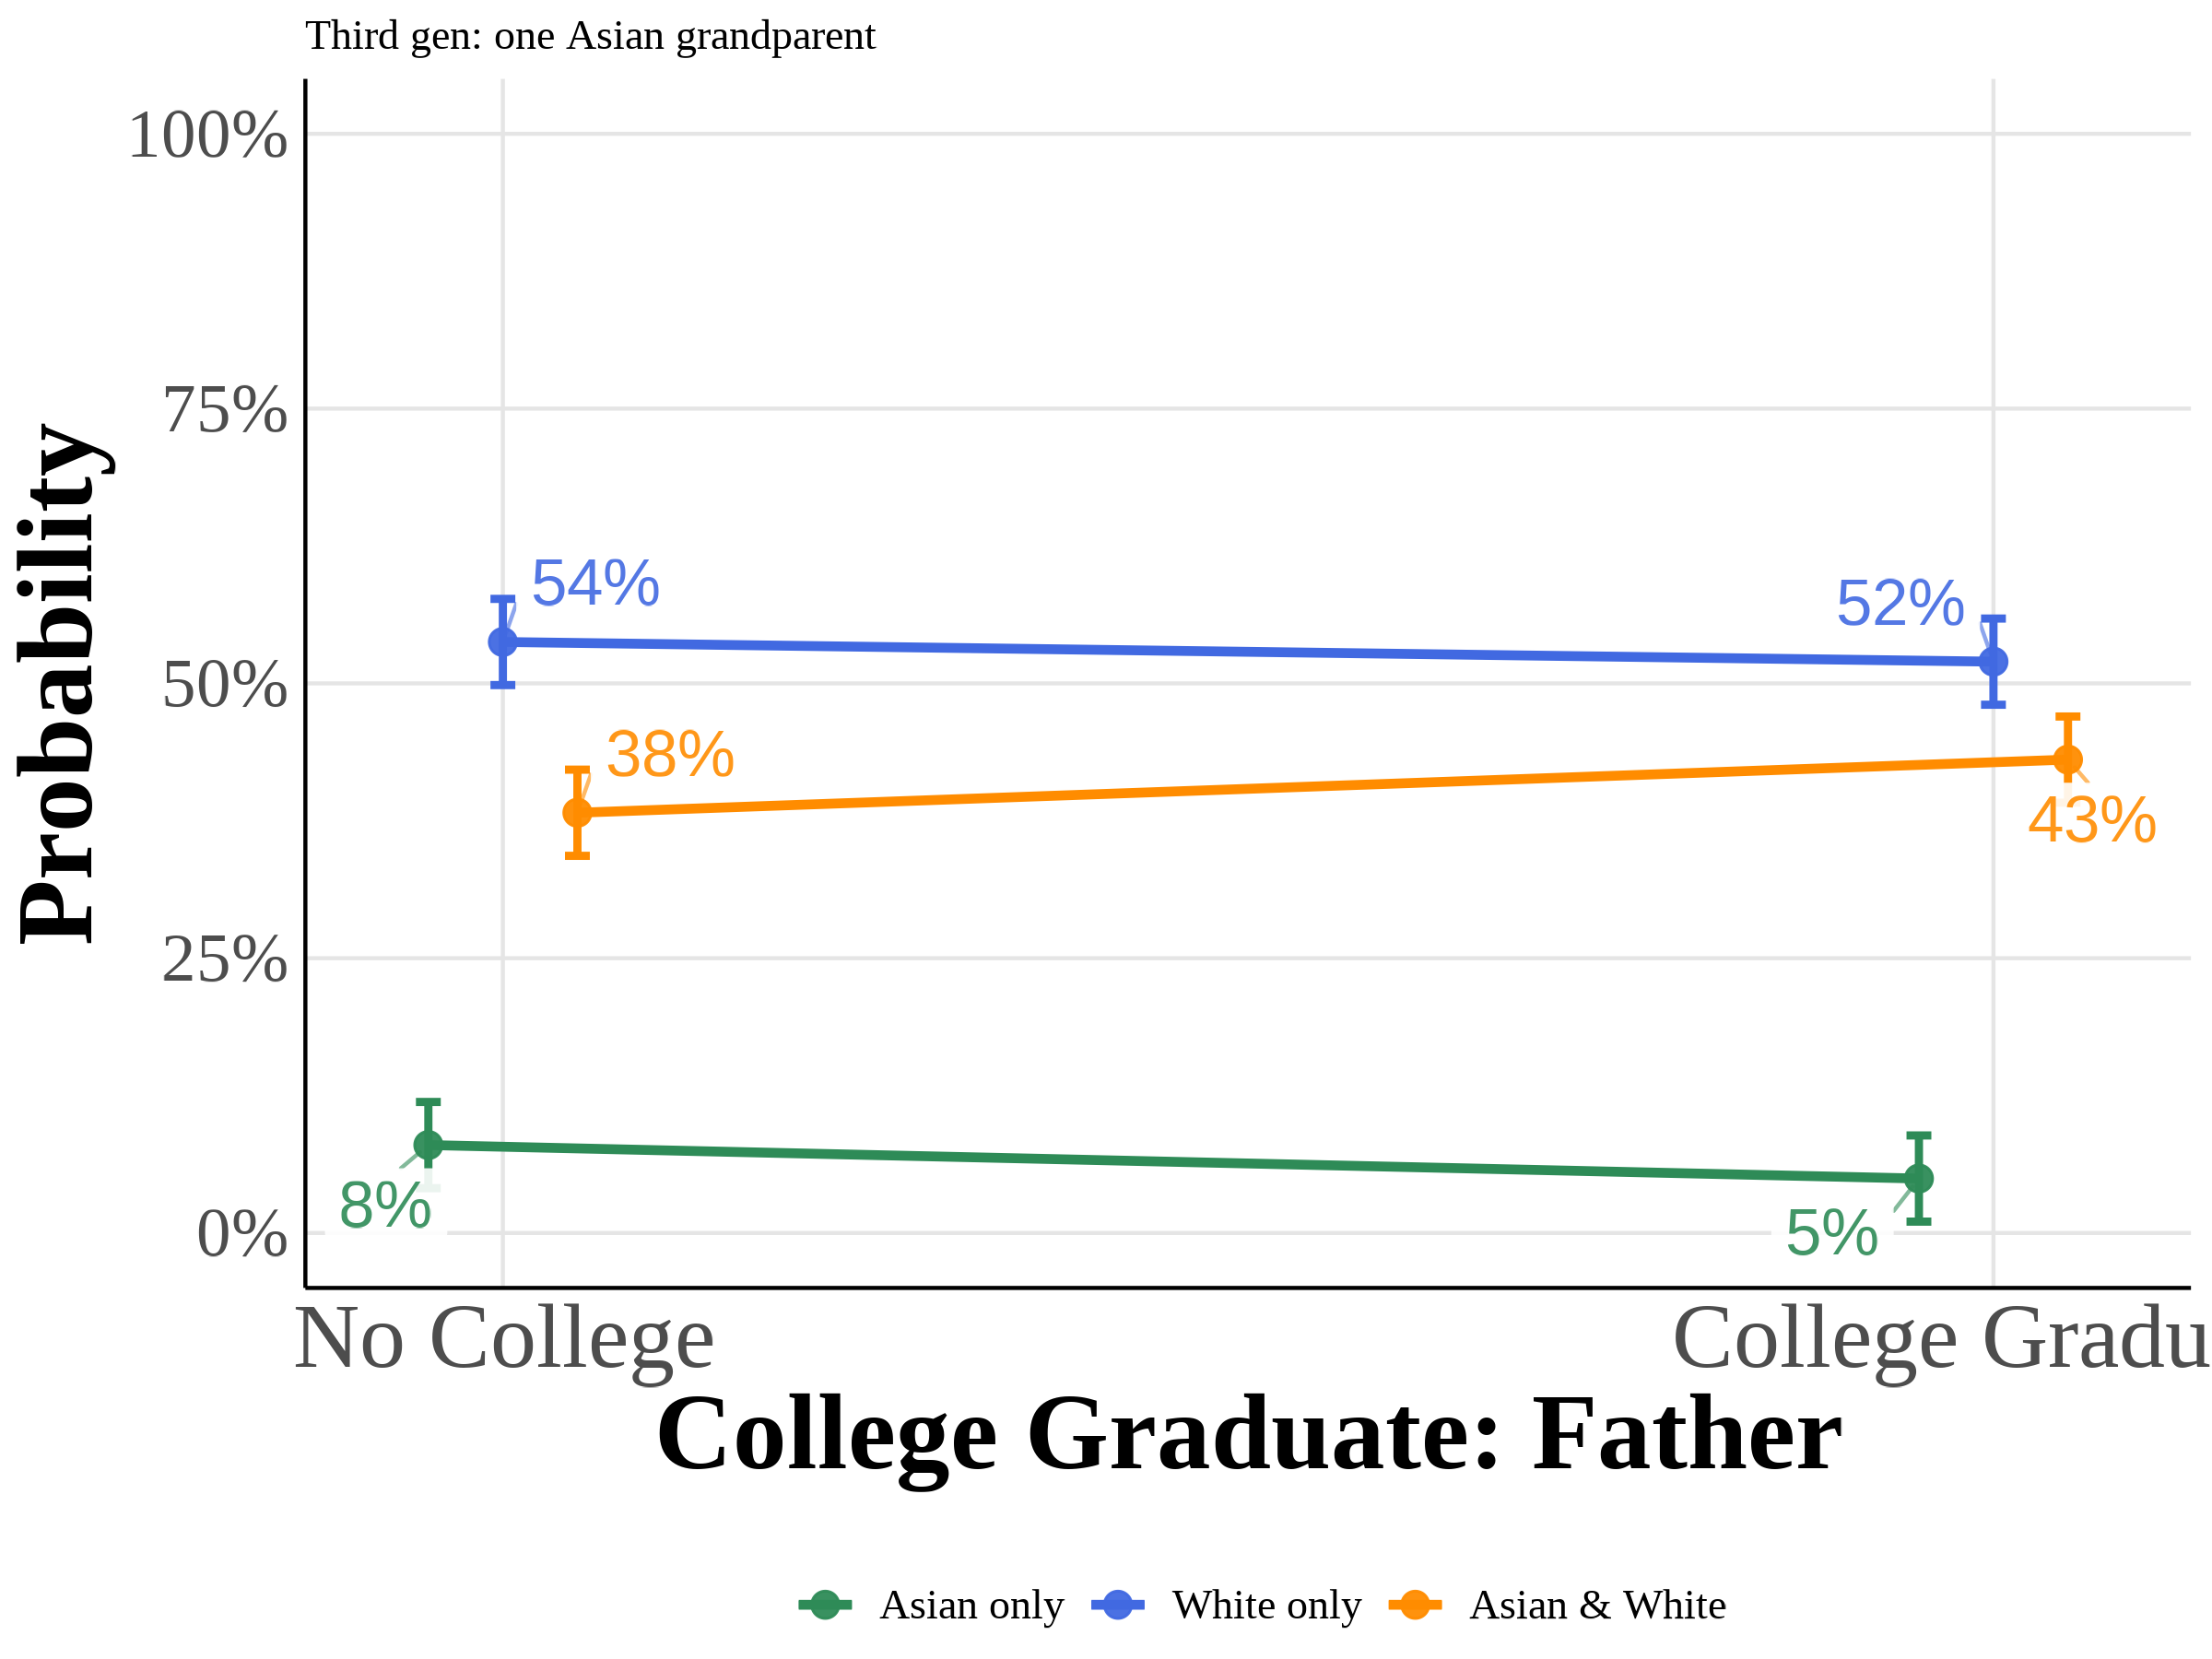 Third gen: one Asian grandparent
100%
75%
50%
25%
0%
Probability
54%
52%
38%
43%
8%
5%
No College
College Gradu
College Graduate: Father
Asian only
White only
Asian & White